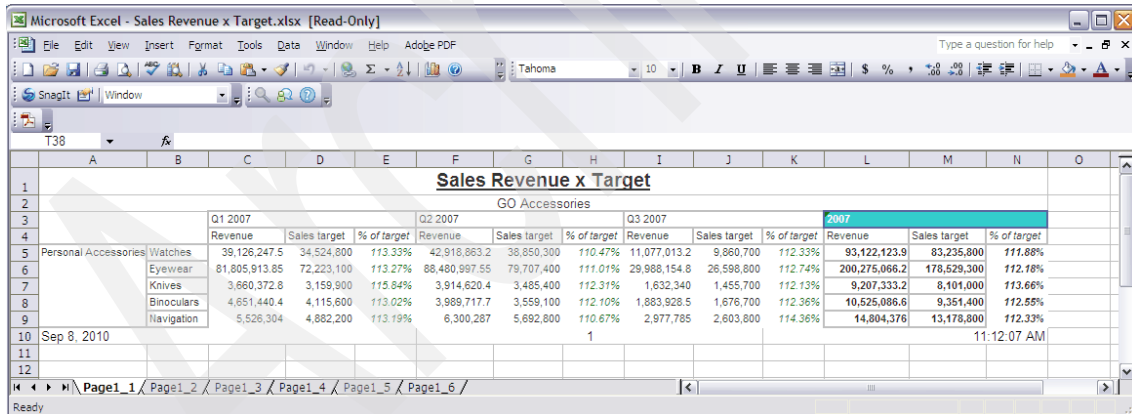 Microsoft Excel - Sales Revenue x Target.xlsx [Read-Only]
File Edit View Insert Format Tools Data Window Help Adobe PDF Type a question for help
Tahoma 10 B I U $ % ,
SnagIt Window
T38 fx
A B C D E F G H I J K L M N O
1 Sales Revenue x Target
2 GO Accessories
3 Q1 2007 Q2 2007 Q3 2007 2007
4 Revenue Sales target % of target Revenue Sales target % of target Revenue Sales target % of target Revenue Sales target % of target
5 Personal Accessories Watches 39,126,247.5 34,524,800 113.33% 42,918,863.2 38,850,300 110.47% 11,077,013.2 9,860,700 112.33% 93,122,123.9 83,235,800 111.88%
6 Eyewear 81,805,913.85 72,223,100 113.27% 88,480,997.55 79,707,400 111.01% 29,988,154.8 26,598,800 112.74% 200,275,066.2 178,529,300 112.18%
7 Knives 3,660,372.8 3,159,900 115.84% 3,914,620.4 3,485,400 112.31% 1,632,340 1,455,700 112.13% 9,207,333.2 8,101,000 113.66%
8 Binoculars 4,651,440.4 4,115,600 113.02% 3,989,717.7 3,559,100 112.10% 1,883,928.5 1,676,700 112.36% 10,525,086.6 9,351,400 112.55%
9 Navigation 5,526,304 4,882,200 113.19% 6,300,287 5,692,800 110.67% 2,977,785 2,603,800 114.36% 14,804,376 13,178,800 112.33%
10 Sep 8, 2010 1 11:12:07 AM
11
12
Page1_1 Page1_2 Page1_3 Page1_4 Page1_5 Page1_6
Ready